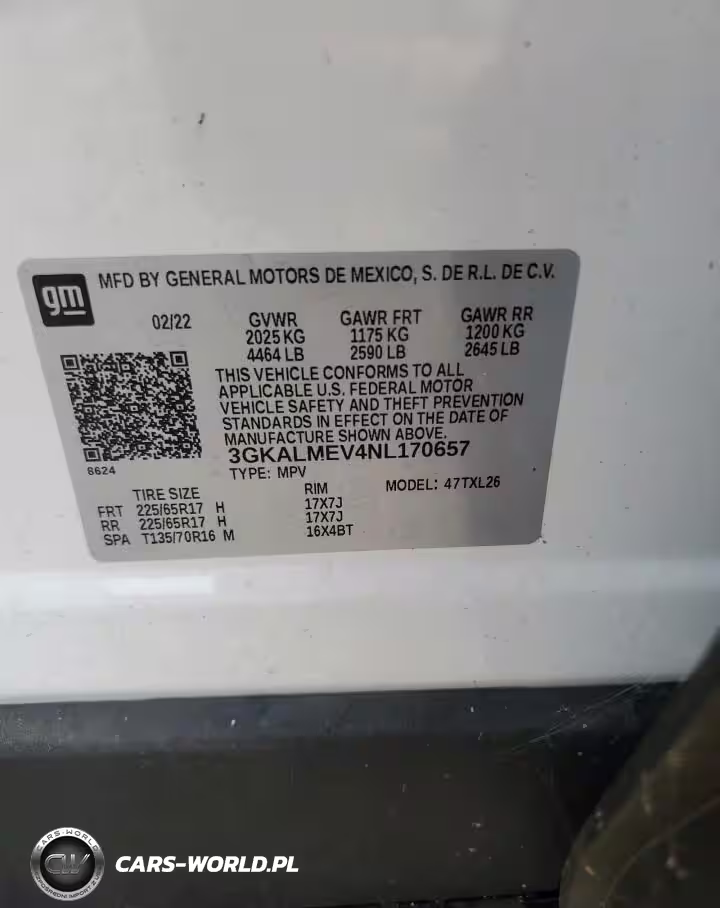 gm
MFD BY GENERAL MOTORS DE MEXICO, S. DE R.L. DE C.V.
02/22 GVWR GAWR FRT GAWR RR
2025 KG 1175 KG 1200 KG
4464 LB 2590 LB 2645 LB
THIS VEHICLE CONFORMS TO ALL
APPLICABLE U.S. FEDERAL MOTOR
VEHICLE SAFETY AND THEFT PREVENTION
STANDARDS IN EFFECT ON THE DATE OF
MANUFACTURE SHOWN ABOVE.
8624
3GKALMEV4NL170657
TYPE: MPV
MODEL: 47TXL26
TIRE SIZE RIM
FRT 225/65R17 H 17X7J
RR 225/65R17 H 17X7J
SPA T135/70R16 M 16X4BT
CARS-WORLD
CW
CARS-WORLD.PL